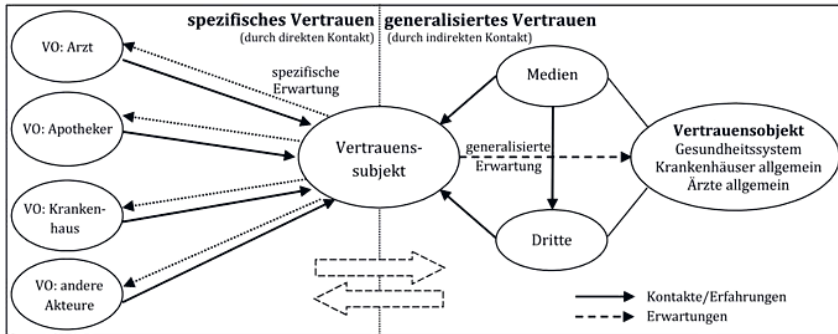 spezifisches Vertrauen
(durch direkten Kontakt)
generalisiertes Vertrauen
(durch indirekten Kontakt)
VO: Arzt
VO: Apotheker
VO: Kranken-
haus
VO: andere
Akteure
spezifische
Erwartung
Vertrauens-
subjekt
generalisierte
Erwartung
Medien
Dritte
Vertrauensobjekt
Gesundheitssystem
Krankenhäuser allgemein
Ärzte allgemein
Kontakte/Erfahrungen
Erwartungen